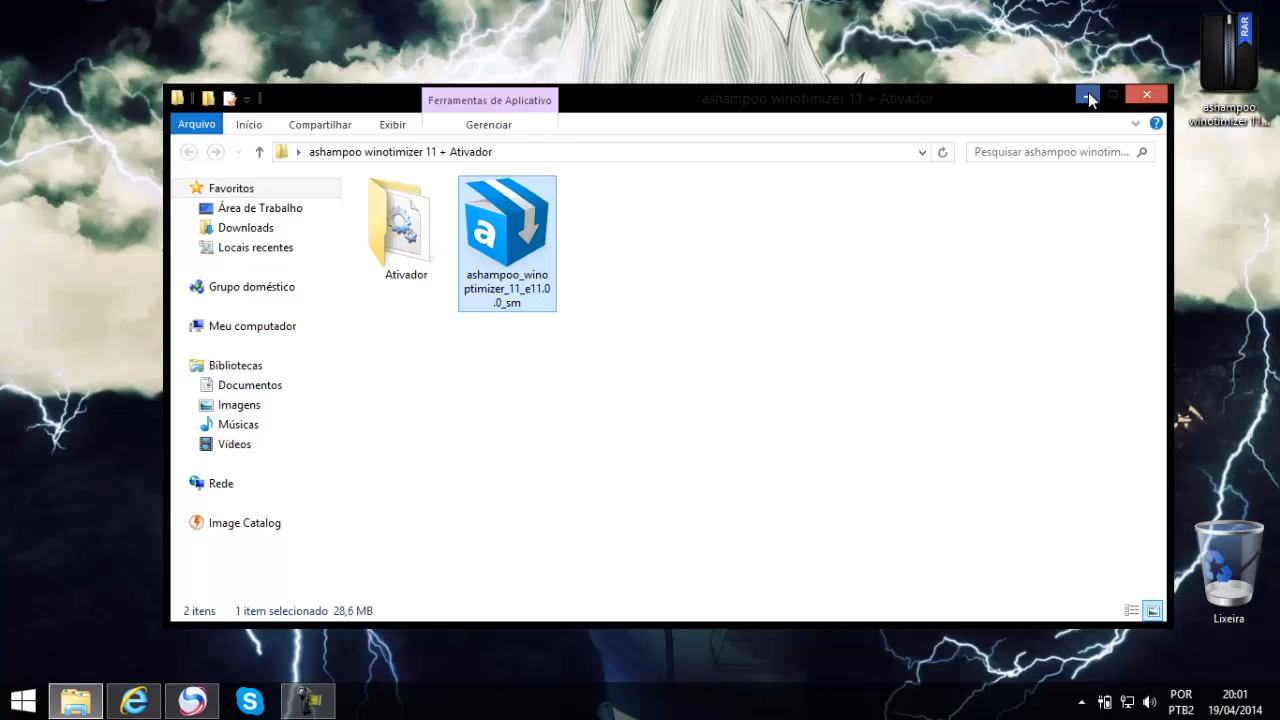 RAR
ashampoo
winotimizer 11...
Ferramentas de Aplicativo
ashampoo winotimizer 11 + Ativador
Arquivo
Início
Compartilhar
Exibir
Gerenciar
ashampoo winotimizer 11 + Ativador
Pesquisar ashampoo winotim...
Favoritos
Área de Trabalho
Downloads
Locais recentes
Grupo doméstico
Meu computador
Bibliotecas
Documentos
Imagens
Músicas
Vídeos
Rede
Image Catalog
Ativador
a
ashampoo_wino
ptimizer_11_e11.0.
.0_sm
2 itens
1 item selecionado 28,6 MB
Lixeira
POR
PTB2
20:01
19/04/2014